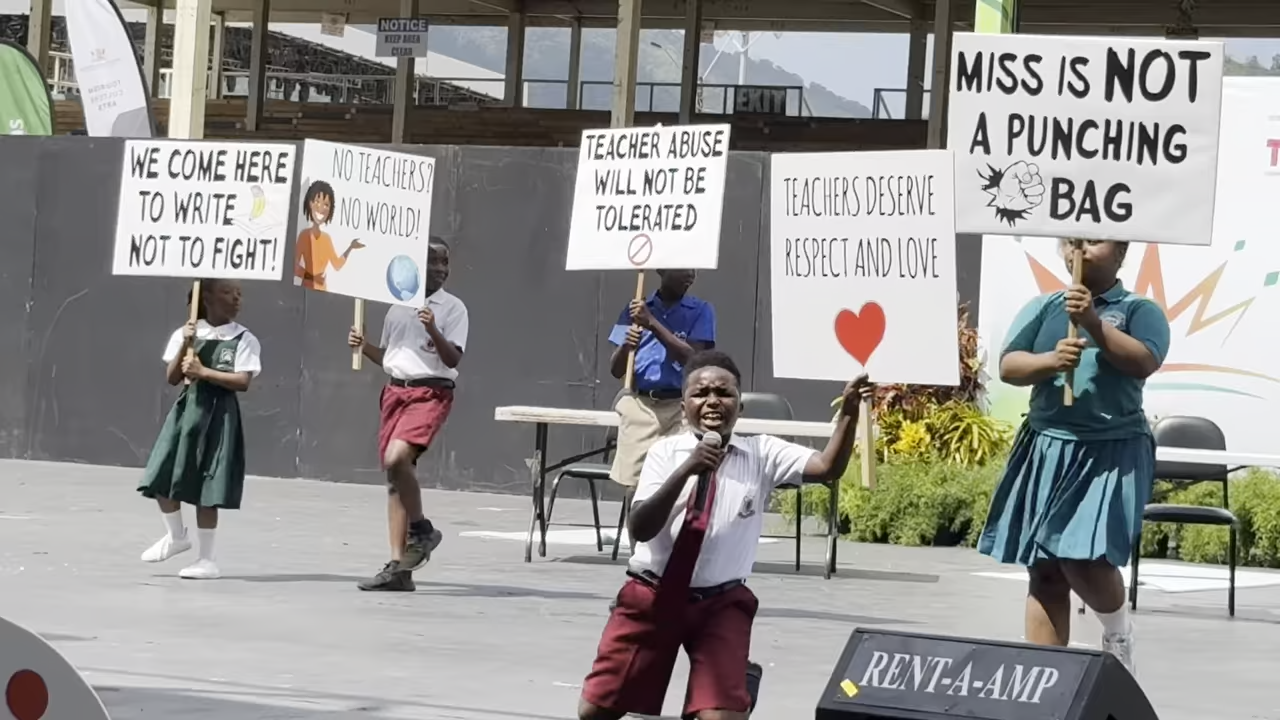 NOTICE
KEEP AREA
CLEAR
EXIT
WE COME HERE
TO WRITE
NOT TO FIGHT!
NO TEACHERS?
NO WORLD!
TEACHER ABUSE
WILL NOT BE
TOLERATED
TEACHERS DESERVE
RESPECT AND LOVE
MISS IS NOT
A PUNCHING
BAG
RENT-A-AMP